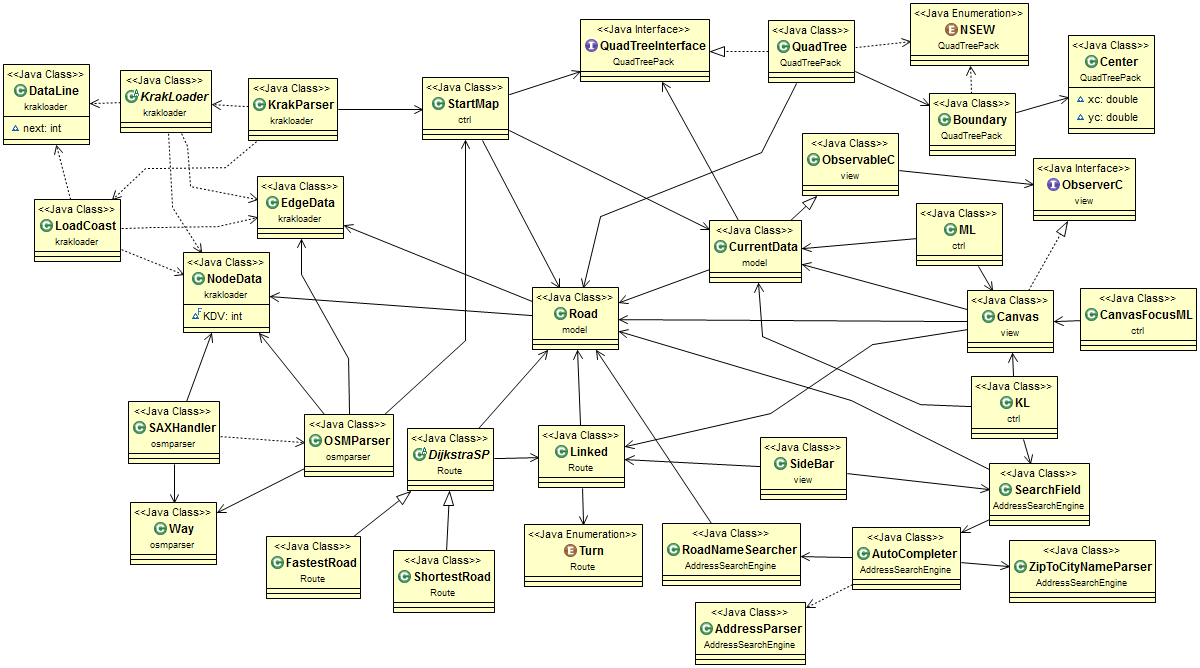 <<Java Class>>
DataLine
krakloader
next: int
<<Java Class>>
KrakLoader
krakloader
<<Java Class>>
KrakParser
krakloader
<<Java Class>>
StartMap
ctrl
<<Java Interface>>
QuadTreeInterface
QuadTreePack
<<Java Class>>
QuadTree
QuadTreePack
<<Java Enumeration>>
NSEW
QuadTreePack
<<Java Class>>
Center
QuadTreePack
xc: double
yc: double
<<Java Class>>
Boundary
QuadTreePack
<<Java Class>>
ObservableC
view
<<Java Interface>>
ObserverC
view
<<Java Class>>
LoadCoast
krakloader
<<Java Class>>
EdgeData
krakloader
<<Java Class>>
NodeData
krakloader
KDV: int
<<Java Class>>
CurrentData
model
<<Java Class>>
ML
ctrl
<<Java Class>>
Road
model
<<Java Class>>
Canvas
view
<<Java Class>>
CanvasFocusML
ctrl
<<Java Class>>
KL
ctrl
<<Java Class>>
SAXHandler
osmparser
<<Java Class>>
OSMParser
osmparser
<<Java Class>>
DijkstraSP
Route
<<Java Class>>
Linked
Route
<<Java Class>>
SideBar
view
<<Java Class>>
SearchField
AddressSearchEngine
<<Java Class>>
Way
osmparser
<<Java Class>>
FastestRoad
Route
<<Java Class>>
ShortestRoad
Route
<<Java Enumeration>>
Turn
Route
<<Java Class>>
RoadNameSearcher
AddressSearchEngine
<<Java Class>>
AutoCompleter
AddressSearchEngine
<<Java Class>>
ZipToCityNameParser
AddressSearchEngine
<<Java Class>>
AddressParser
AddressSearchEngine